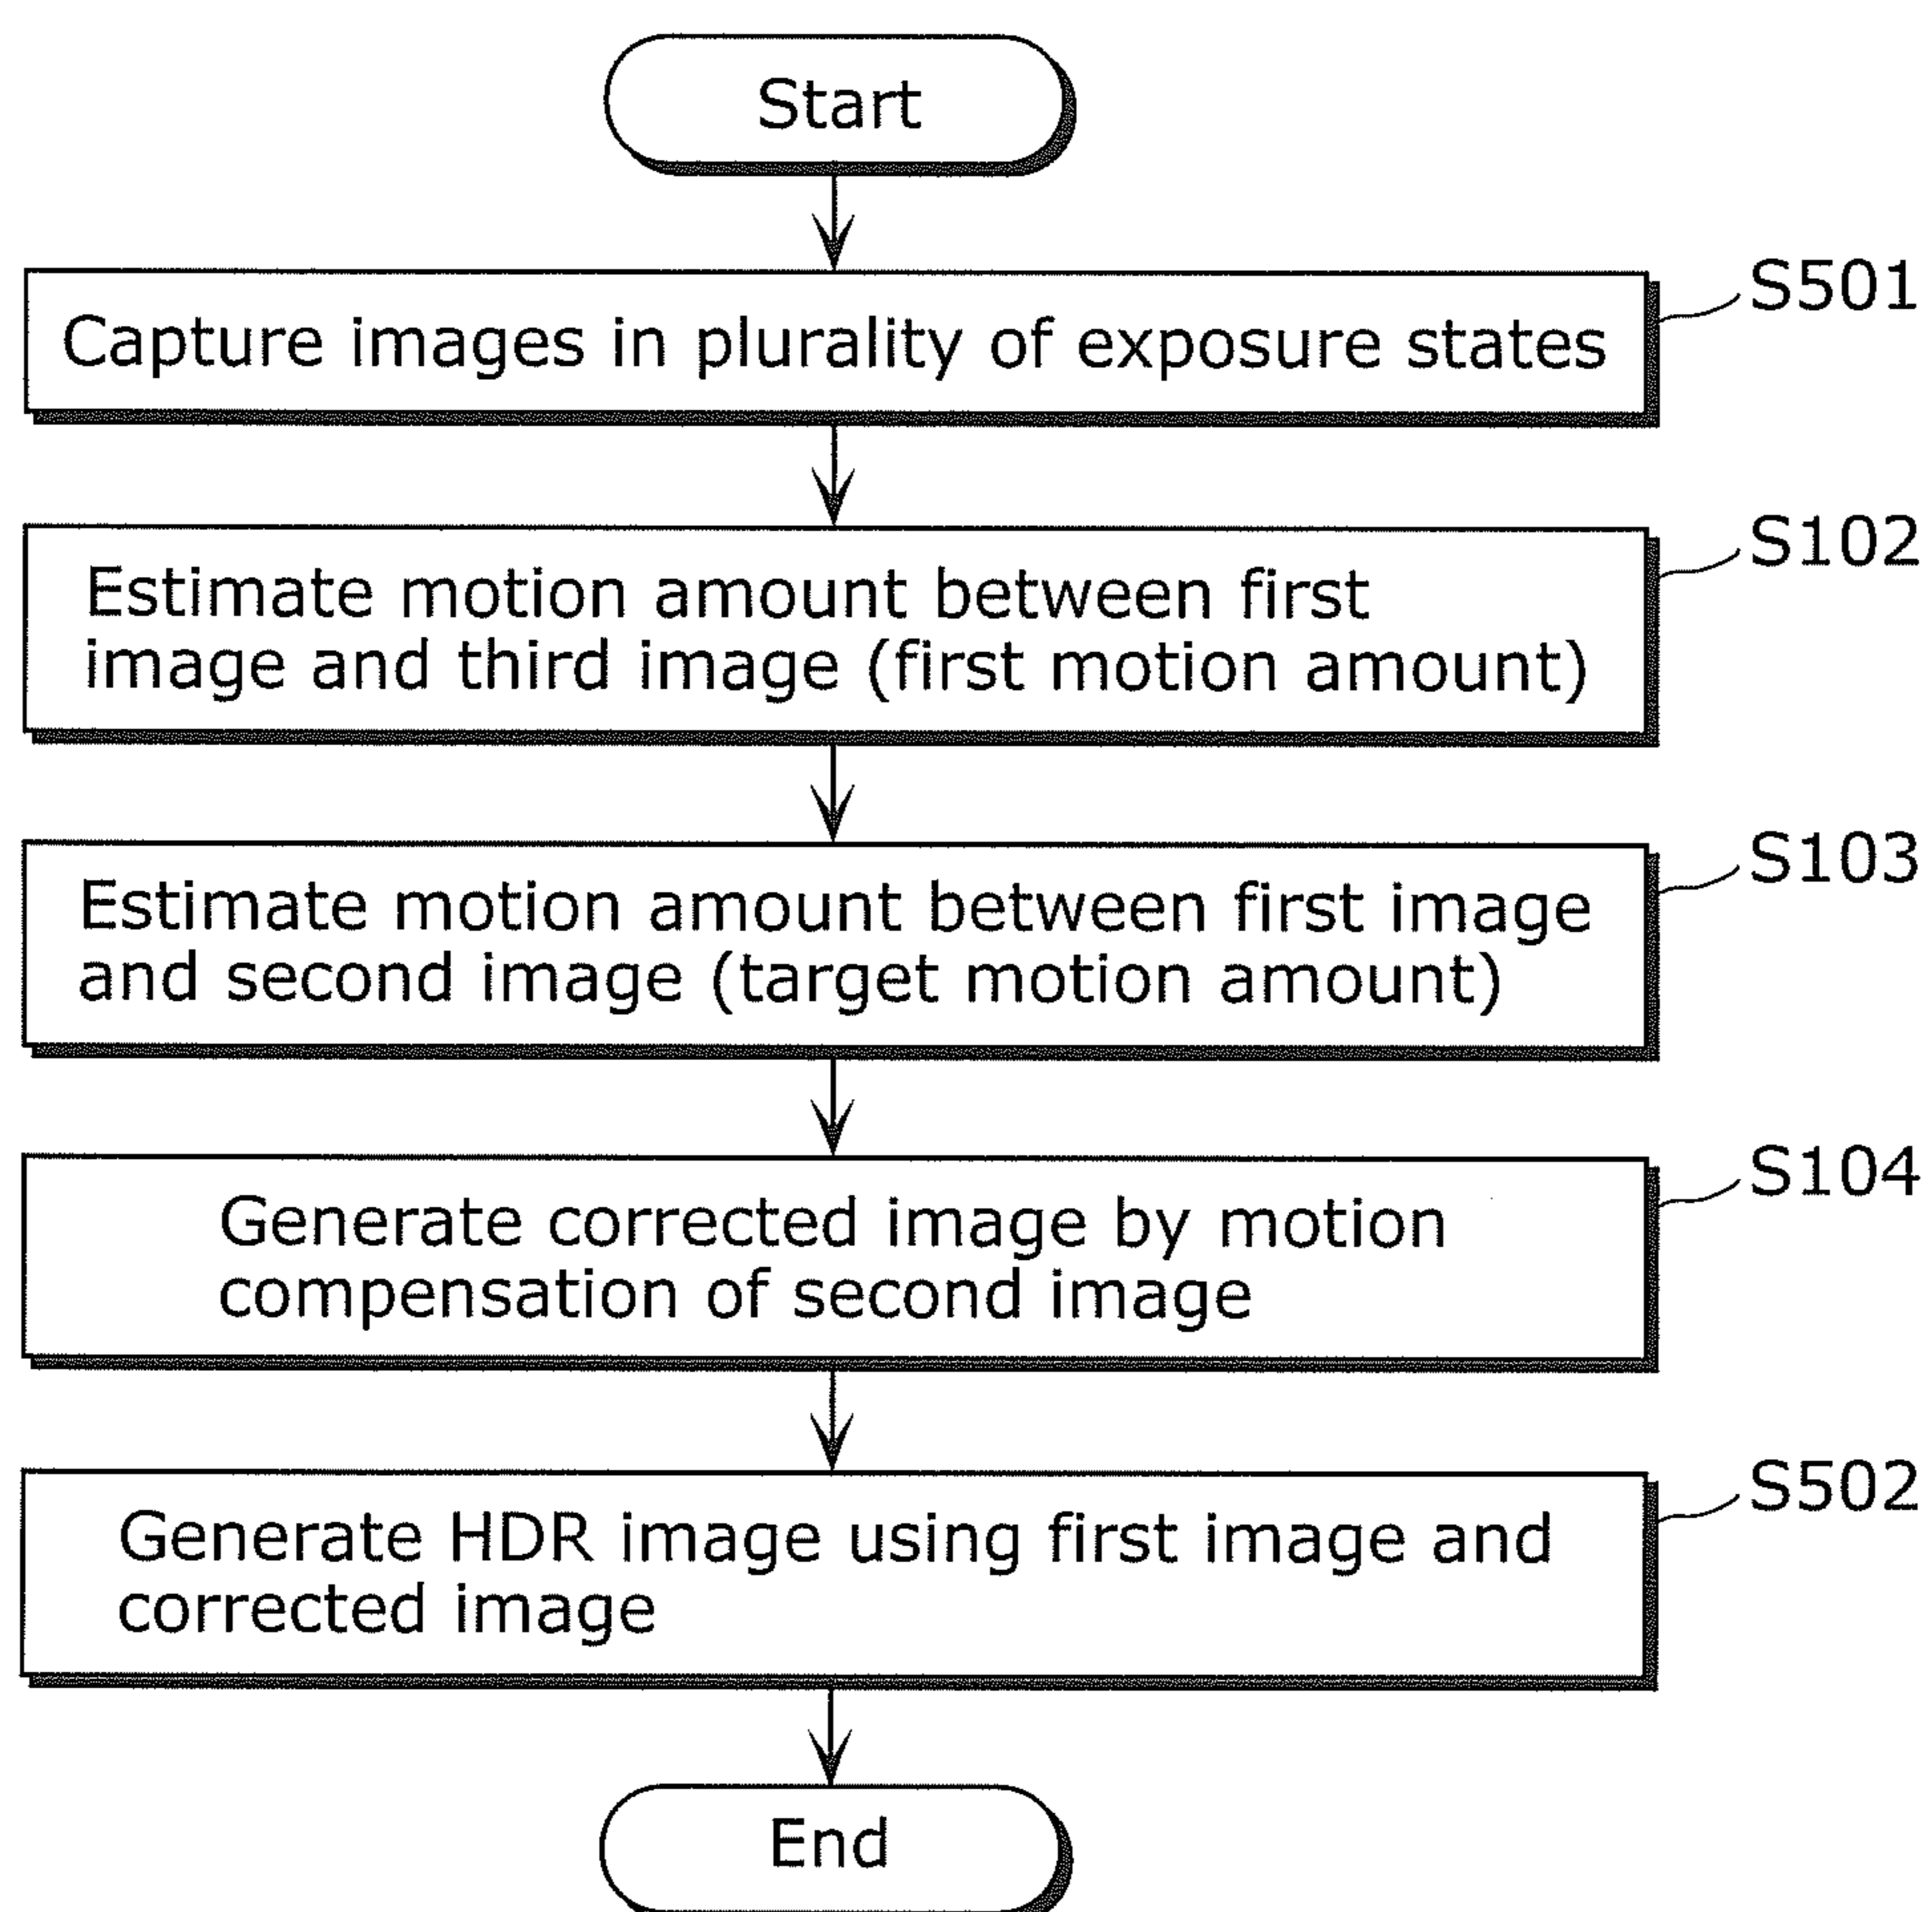 Start
Capture images in plurality of exposure states
S501
Estimate motion amount between first
image and third image (first motion amount)
S102
Estimate motion amount between first image
and second image (target motion amount)
S103
Generate corrected image by motion
compensation of second image
S104
Generate HDR image using first image and
corrected image
S502
End